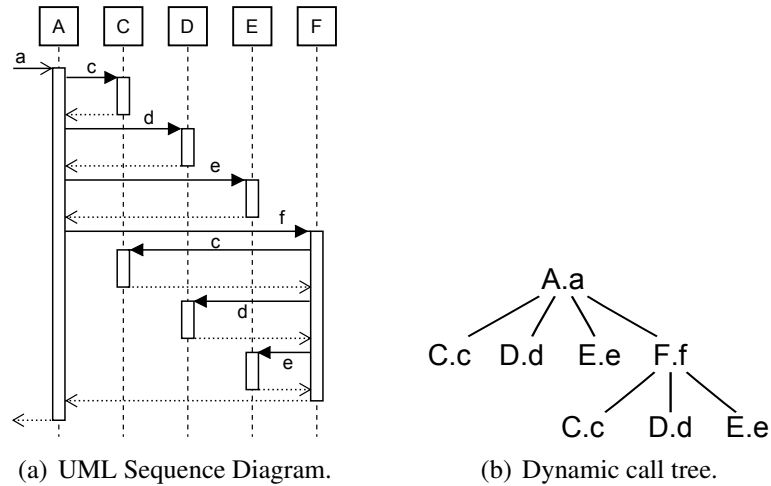 A C D E F
a
c
d
e
f
c
d
e
A.a
C.c D.d E.e F.f
C.c D.d E.e
(a) UML Sequence Diagram. (b) Dynamic call tree.